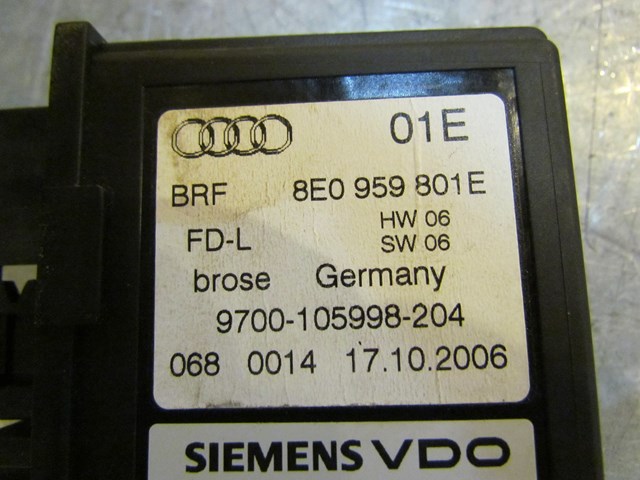 01E
BRF 8E0 959 801E
FD-L HW 06
SW 06
brose Germany
9700-105998-204
068 0014 17.10.2006
SIEMENS VDO